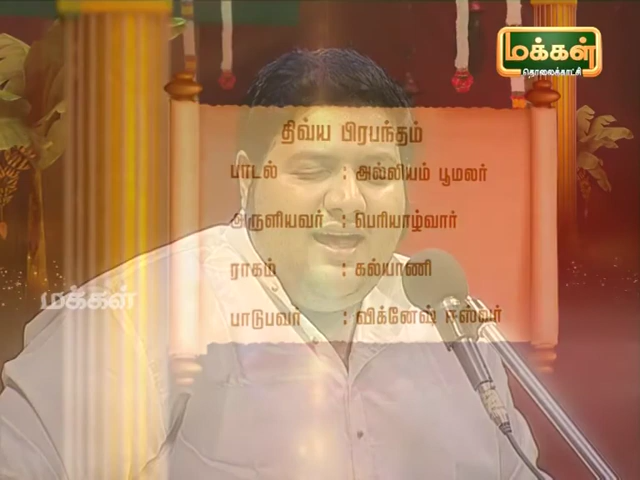 மக்கள்
தொலைக்காட்சி
திவ்ய பிரபந்தம்
பாடல் : அல்லியம் பூமலர்
அருளியவர் : பெரியாழ்வார்
ராகம் : கல்யாணி
மக்கள்
பாடுபவர் : விக்னேஷ் ஈஸ்வர்